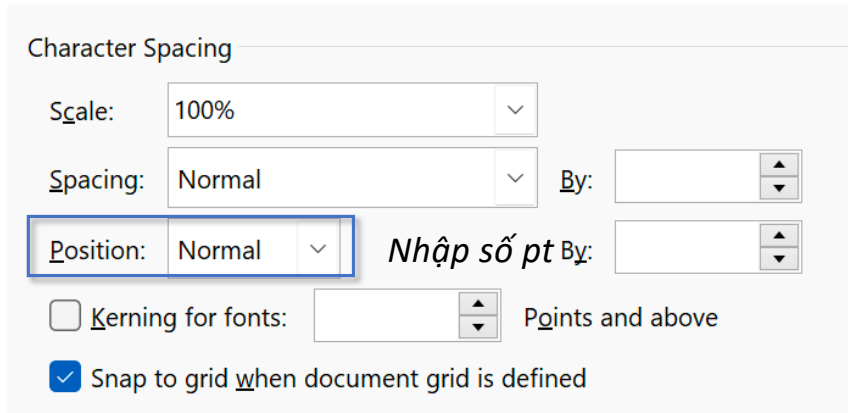 Character Spacing
Scale: 100%
Spacing: Normal By:
Position: Normal Nhập số pt By:
Kerning for fonts: Points and above
Snap to grid when document grid is defined